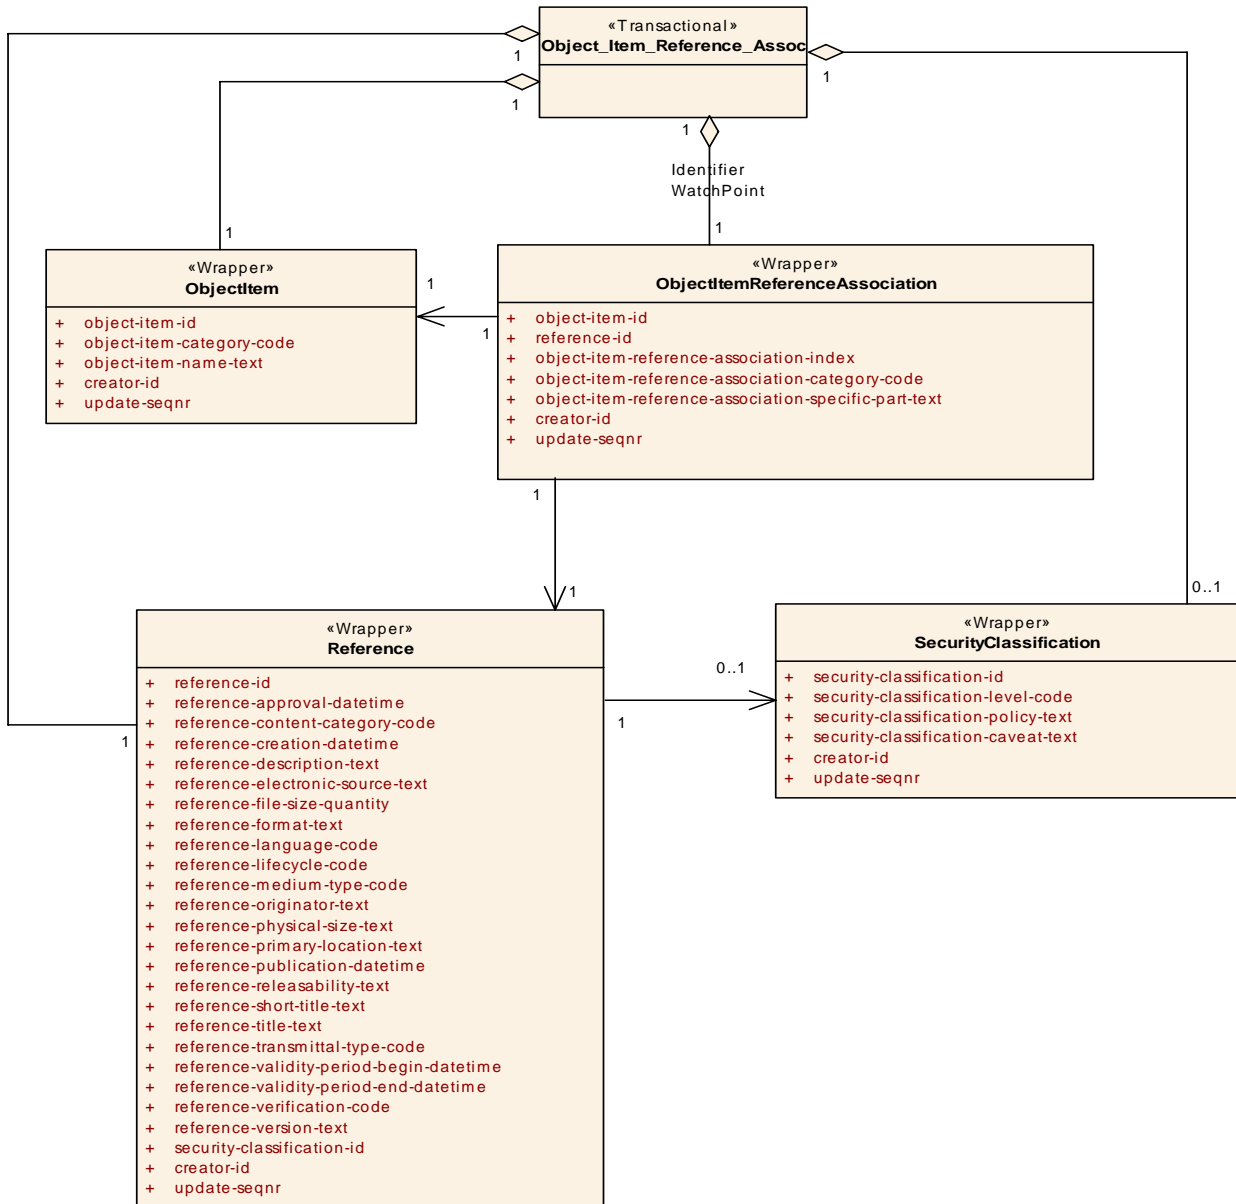 «Transactional»
Object_Item_Reference_Assoc
1
1
1
1
Identifier
WatchPoint
1
1
«Wrapper»
ObjectItem
+ object-item-id
+ object-item-category-code
+ object-item-name-text
+ creator-id
+ update-seqnr
1
1
«Wrapper»
ObjectItemReferenceAssociation
+ object-item-id
+ reference-id
+ object-item-reference-association-index
+ object-item-reference-association-category-code
+ object-item-reference-association-specific-part-text
+ creator-id
+ update-seqnr
1
1
0..1
«Wrapper»
Reference
+ reference-id
+ reference-approval-datetime
+ reference-content-category-code
+ reference-creation-datetime
+ reference-description-text
+ reference-electronic-source-text
+ reference-file-size-quantity
+ reference-format-text
+ reference-language-code
+ reference-lifecycle-code
+ reference-medium-type-code
+ reference-originator-text
+ reference-physical-size-text
+ reference-primary-location-text
+ reference-publication-datetime
+ reference-releasability-text
+ reference-short-title-text
+ reference-title-text
+ reference-transmittal-type-code
+ reference-validity-period-begin-datetime
+ reference-validity-period-end-datetime
+ reference-verification-code
+ reference-version-text
+ security-classification-id
+ creator-id
+ update-seqnr
1
0..1
1
«Wrapper»
SecurityClassification
+ security-classification-id
+ security-classification-level-code
+ security-classification-policy-text
+ security-classification-caveat-text
+ creator-id
+ update-seqnr